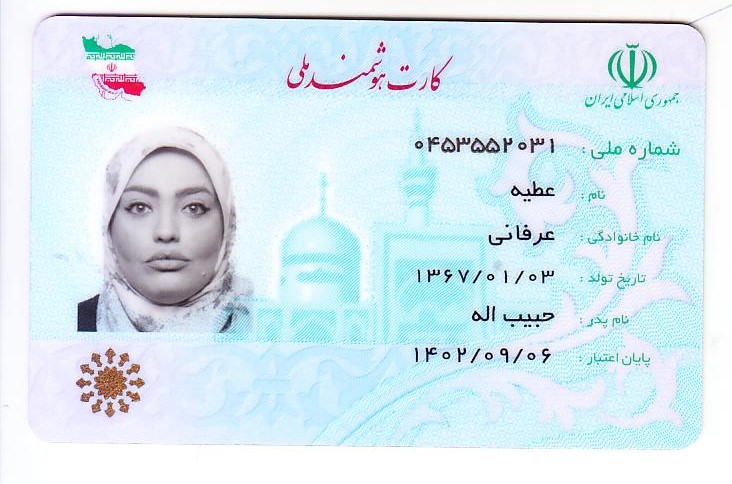 کارت هوشمند ملی
جمهوری اسلامی ایران
شماره ملی: ۰۴۵۳۵۵۲۰۳۱
نام: عطیه
نام خانوادگی: عرفانی
تاریخ تولد: ۱۳۶۷/۰۱/۰۳
نام پدر: حبیب اله
پایان اعتبار: ۱۴۰۲/۰۹/۰۶